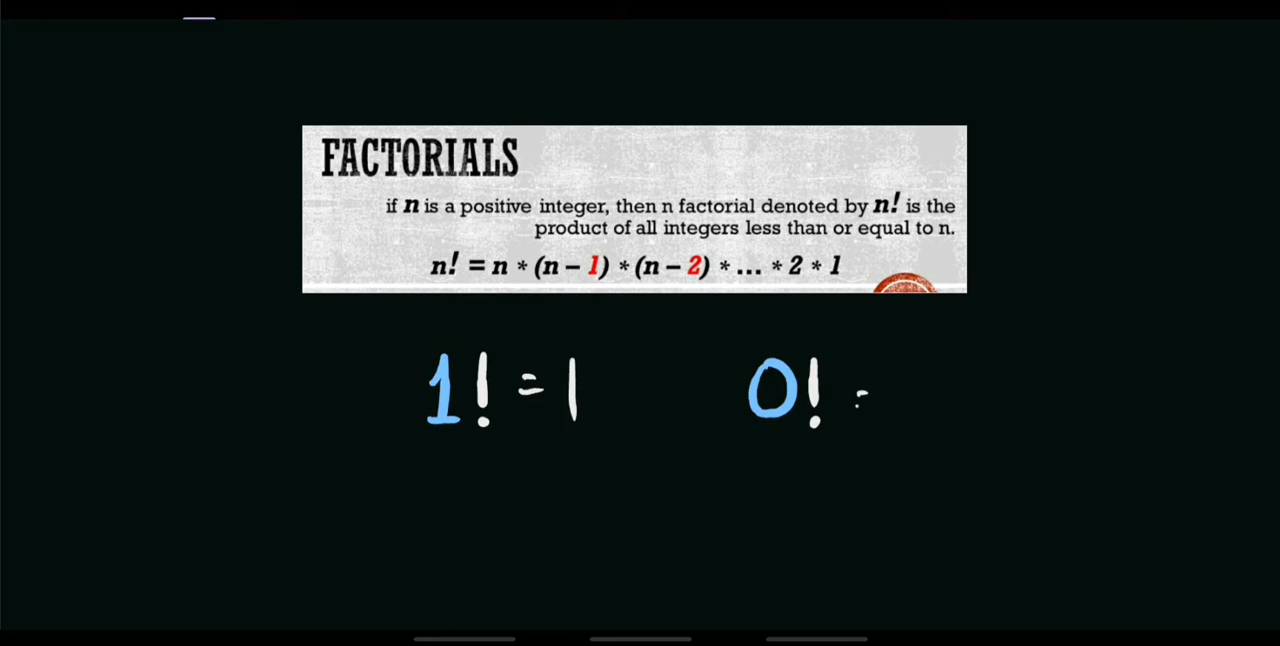 FACTORIALS
if n is a positive integer, then n factorial denoted by n! is the
product of all integers less than or equal to n.
n! = n * (n – 1) * (n – 2) * ... * 2 * 1
1! = 1 0! =